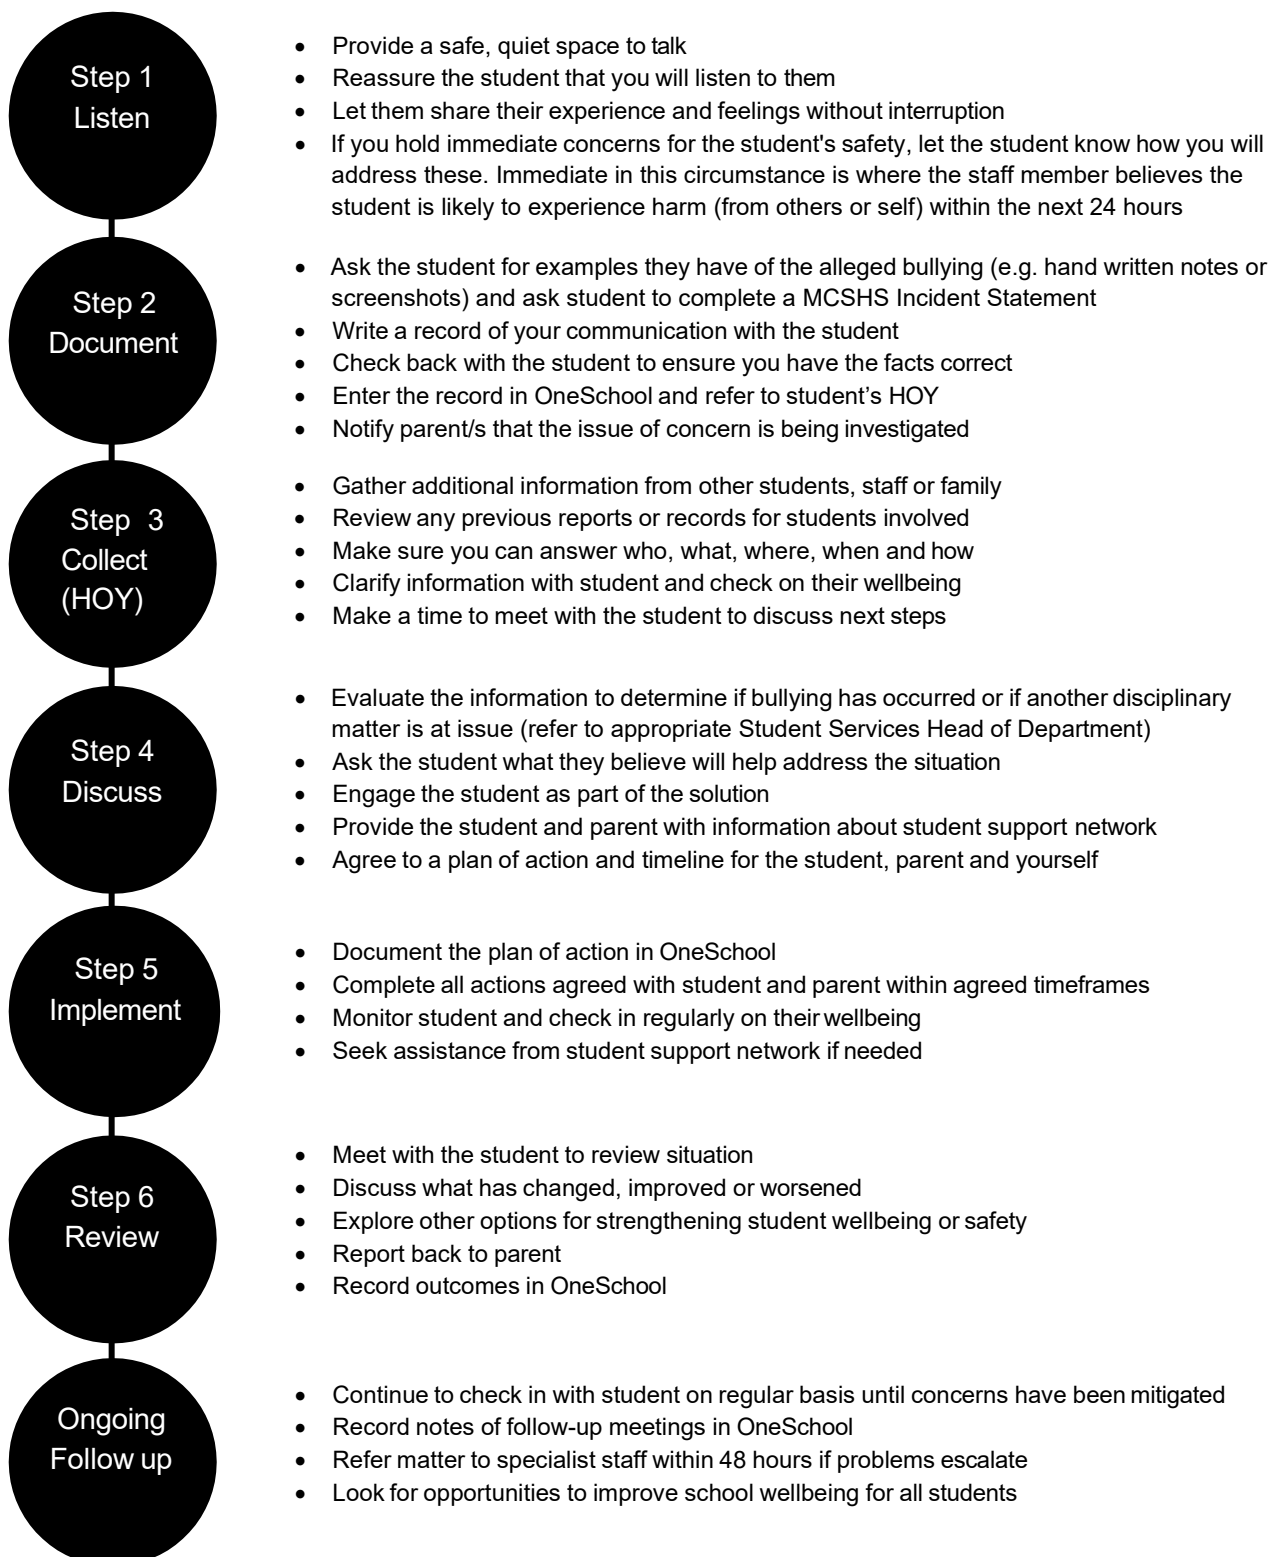 Step 1
Listen
• Provide a safe, quiet space to talk
• Reassure the student that you will listen to them
• Let them share their experience and feelings without interruption
• If you hold immediate concerns for the student's safety, let the student know how you will
address these. Immediate in this circumstance is where the staff member believes the
student is likely to experience harm (from others or self) within the next 24 hours
Step 2
Document
• Ask the student for examples they have of the alleged bullying (e.g. hand written notes or
screenshots) and ask student to complete a MCSHS Incident Statement
• Write a record of your communication with the student
• Check back with the student to ensure you have the facts correct
• Enter the record in OneSchool and refer to student’s HOY
• Notify parent/s that the issue of concern is being investigated
Step 3
Collect
(HOY)
• Gather additional information from other students, staff or family
• Review any previous reports or records for students involved
• Make sure you can answer who, what, where, when and how
• Clarify information with student and check on their wellbeing
• Make a time to meet with the student to discuss next steps
Step 4
Discuss
• Evaluate the information to determine if bullying has occurred or if another disciplinary
matter is at issue (refer to appropriate Student Services Head of Department)
• Ask the student what they believe will help address the situation
• Engage the student as part of the solution
• Provide the student and parent with information about student support network
• Agree to a plan of action and timeline for the student, parent and yourself
Step 5
Implement
• Document the plan of action in OneSchool
• Complete all actions agreed with student and parent within agreed timeframes
• Monitor student and check in regularly on their wellbeing
• Seek assistance from student support network if needed
Step 6
Review
• Meet with the student to review situation
• Discuss what has changed, improved or worsened
• Explore other options for strengthening student wellbeing or safety
• Report back to parent
• Record outcomes in OneSchool
Ongoing
Follow up
• Continue to check in with student on regular basis until concerns have been mitigated
• Record notes of follow-up meetings in OneSchool
• Refer matter to specialist staff within 48 hours if problems escalate
• Look for opportunities to improve school wellbeing for all students